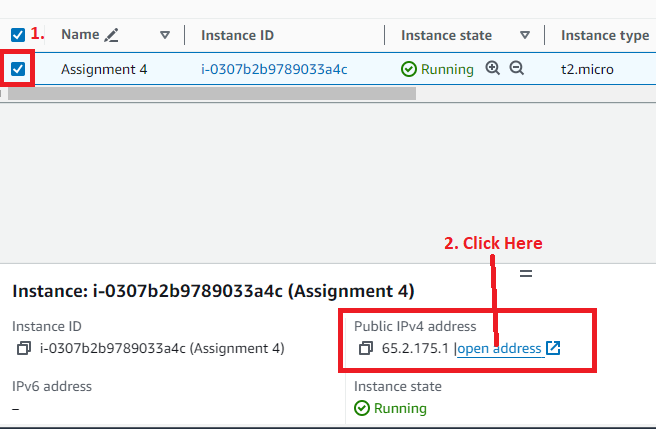 1. Name Instance ID Instance state Instance type
Assignment 4 i-0307b2b9789033a4c Running t2.micro
2. Click Here
Instance: i-0307b2b9789033a4c (Assignment 4)
Instance ID Public IPv4 address
i-0307b2b9789033a4c (Assignment 4) 65.2.175.1 |open address
IPv6 address Instance state
– Running